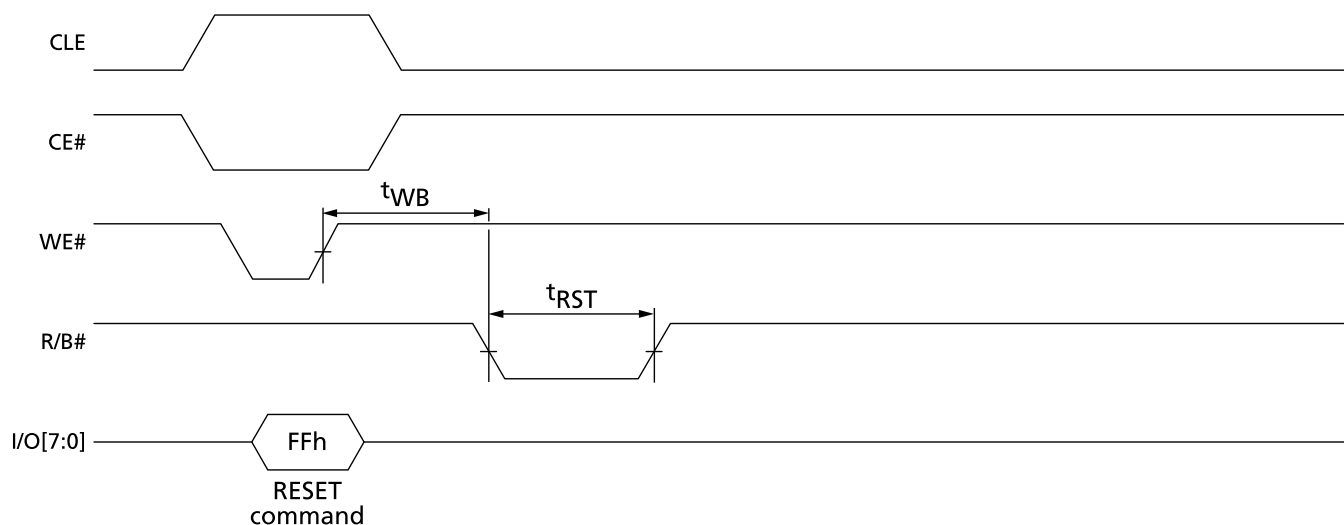 CLE
CE#
tWB
WE#
tRST
R/B#
I/O[7:0]
FFh
RESET
command